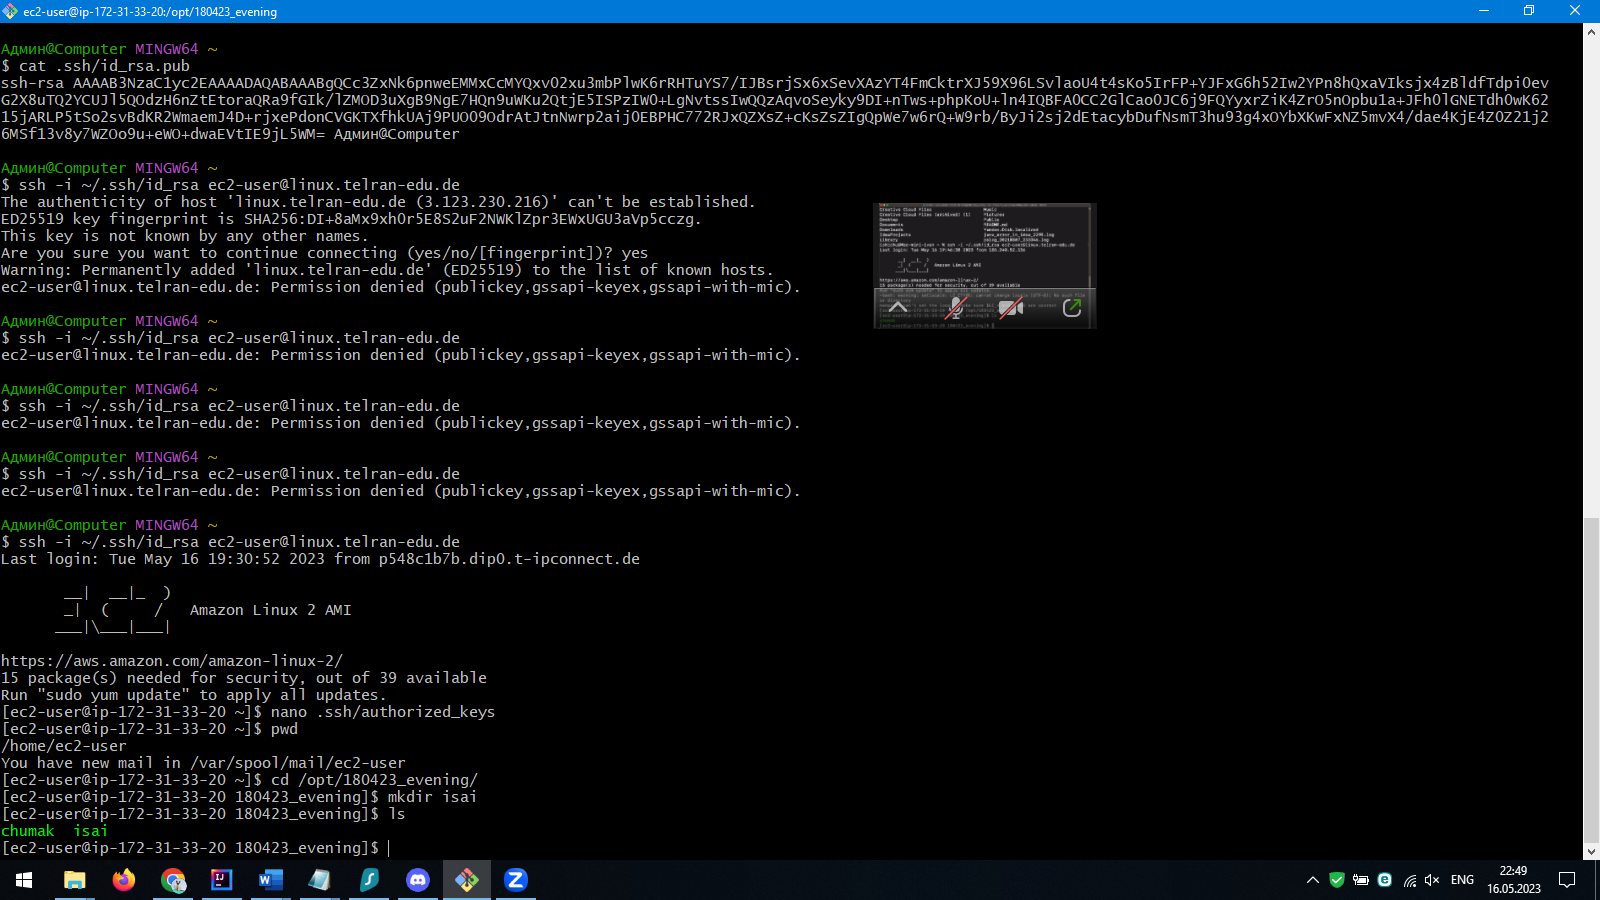 ec2-user@ip-172-31-33-20:/opt/180423_evening
Админ@Computer MINGW64 ~
$ cat .ssh/id_rsa.pub
ssh-rsa AAAAB3NzaC1yc2EAAAADAQABAAABgQCc3ZxNk6pnweEMMxCcMYQxv02xu3mbPlwK6rRHTuYS7/IJBsrjSx6xSevXAzYT4FmCktrXJ59X96LSvlaoU4t4sKo5IrFP+YJFxG6h52Iw2YPn8hQxaVIksjx4zBldfTdpi0ev
G2X8uTQ2YCUJl5QOdzH6nZtEtoraQRa9fGIk/lZMOD3uXgB9NgE7HQn9uWKu2QtjE5ISPzIW0+LgNvtssIwQQzAqvoSeyky9DI+nTws+phpKoU+ln4IQBFAOCC2GlCaoOJC6j9FQYyxrZiK4ZrO5nOpbu1a+JFhOlGNETdhOwK62
15jARLP5tSo2svBdKR2WmaemJ4D+rjxePdonCVGKTXfhkUAj9PUO09OdrAtJtnNwrp2aijOEBPHC772RJxQZXsZ+cKsZsZIgQpWe7w6rQ+W9rb/ByJi2sj2dEtacybDufNsmT3hu93g4xOYbXKwFxNZ5mvX4/dae4KjE4ZOZ21j2
6MSf13v8y7WZOo9u+eWO+dwaEVtIE9jL5WM= Админ@Computer
Админ@Computer MINGW64 ~
$ ssh -i ~/.ssh/id_rsa ec2-user@linux.telran-edu.de
The authenticity of host 'linux.telran-edu.de (3.123.230.216)' can't be established.
ED25519 key fingerprint is SHA256:DI+8aMx9xhOr5E8S2uF2NWKlZpr3EWxUGU3aVp5cczg.
This key is not known by any other names.
Are you sure you want to continue connecting (yes/no/[fingerprint])? yes
Warning: Permanently added 'linux.telran-edu.de' (ED25519) to the list of known hosts.
ec2-user@linux.telran-edu.de: Permission denied (publickey,gssapi-keyex,gssapi-with-mic).
Админ@Computer MINGW64 ~
$ ssh -i ~/.ssh/id_rsa ec2-user@linux.telran-edu.de
ec2-user@linux.telran-edu.de: Permission denied (publickey,gssapi-keyex,gssapi-with-mic).
Админ@Computer MINGW64 ~
$ ssh -i ~/.ssh/id_rsa ec2-user@linux.telran-edu.de
ec2-user@linux.telran-edu.de: Permission denied (publickey,gssapi-keyex,gssapi-with-mic).
Админ@Computer MINGW64 ~
$ ssh -i ~/.ssh/id_rsa ec2-user@linux.telran-edu.de
ec2-user@linux.telran-edu.de: Permission denied (publickey,gssapi-keyex,gssapi-with-mic).
Админ@Computer MINGW64 ~
$ ssh -i ~/.ssh/id_rsa ec2-user@linux.telran-edu.de
Last login: Tue May 16 19:30:52 2023 from p548c1b7b.dip0.t-ipconnect.de
__|  __|_  )
_|  (     /   Amazon Linux 2 AMI
___|\___|___|
https://aws.amazon.com/amazon-linux-2/
15 package(s) needed for security, out of 39 available
Run "sudo yum update" to apply all updates.
[ec2-user@ip-172-31-33-20 ~]$ nano .ssh/authorized_keys
[ec2-user@ip-172-31-33-20 ~]$ pwd
/home/ec2-user
You have new mail in /var/spool/mail/ec2-user
[ec2-user@ip-172-31-33-20 ~]$ cd /opt/180423_evening/
[ec2-user@ip-172-31-33-20 180423_evening]$ mkdir isai
[ec2-user@ip-172-31-33-20 180423_evening]$ ls
chumak  isai
[ec2-user@ip-172-31-33-20 180423_evening]$
ENG
22:49
16.05.2023